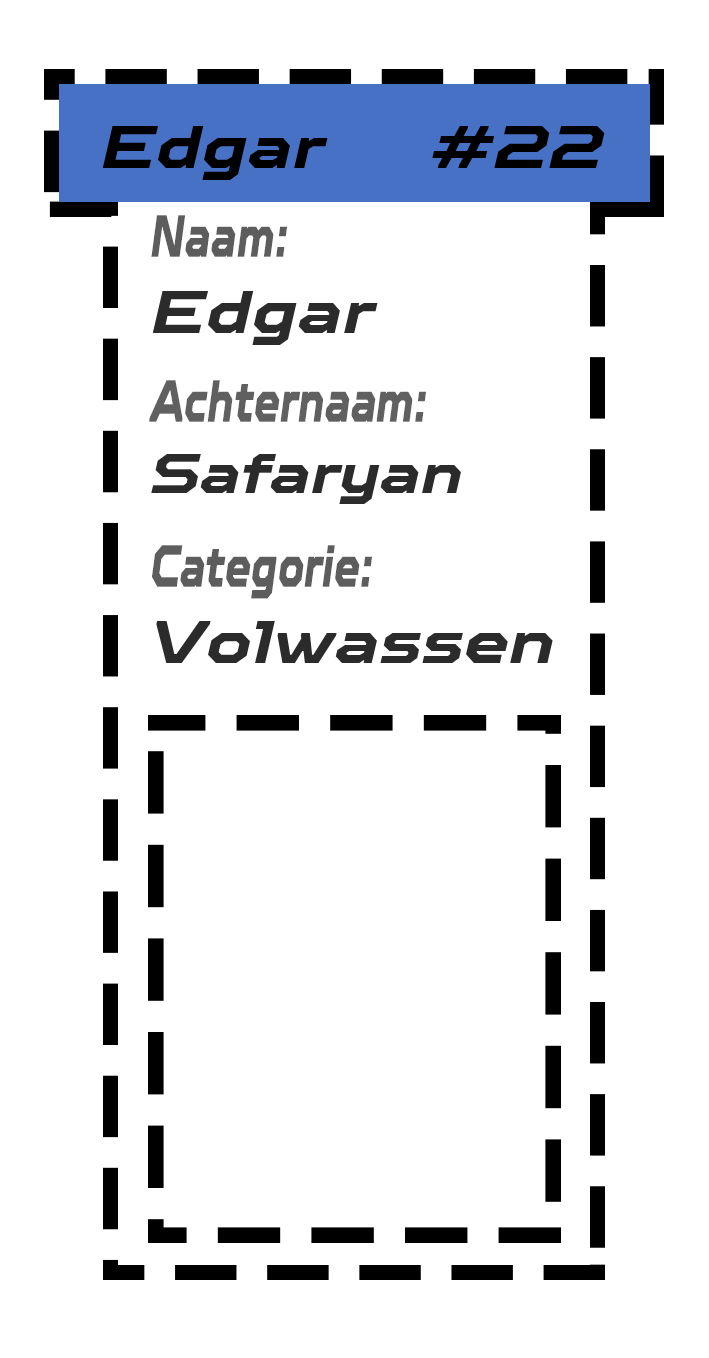 Edgar #22
Naam:
Edgar
Achternaam:
Safaryan
Categorie:
Volwassen